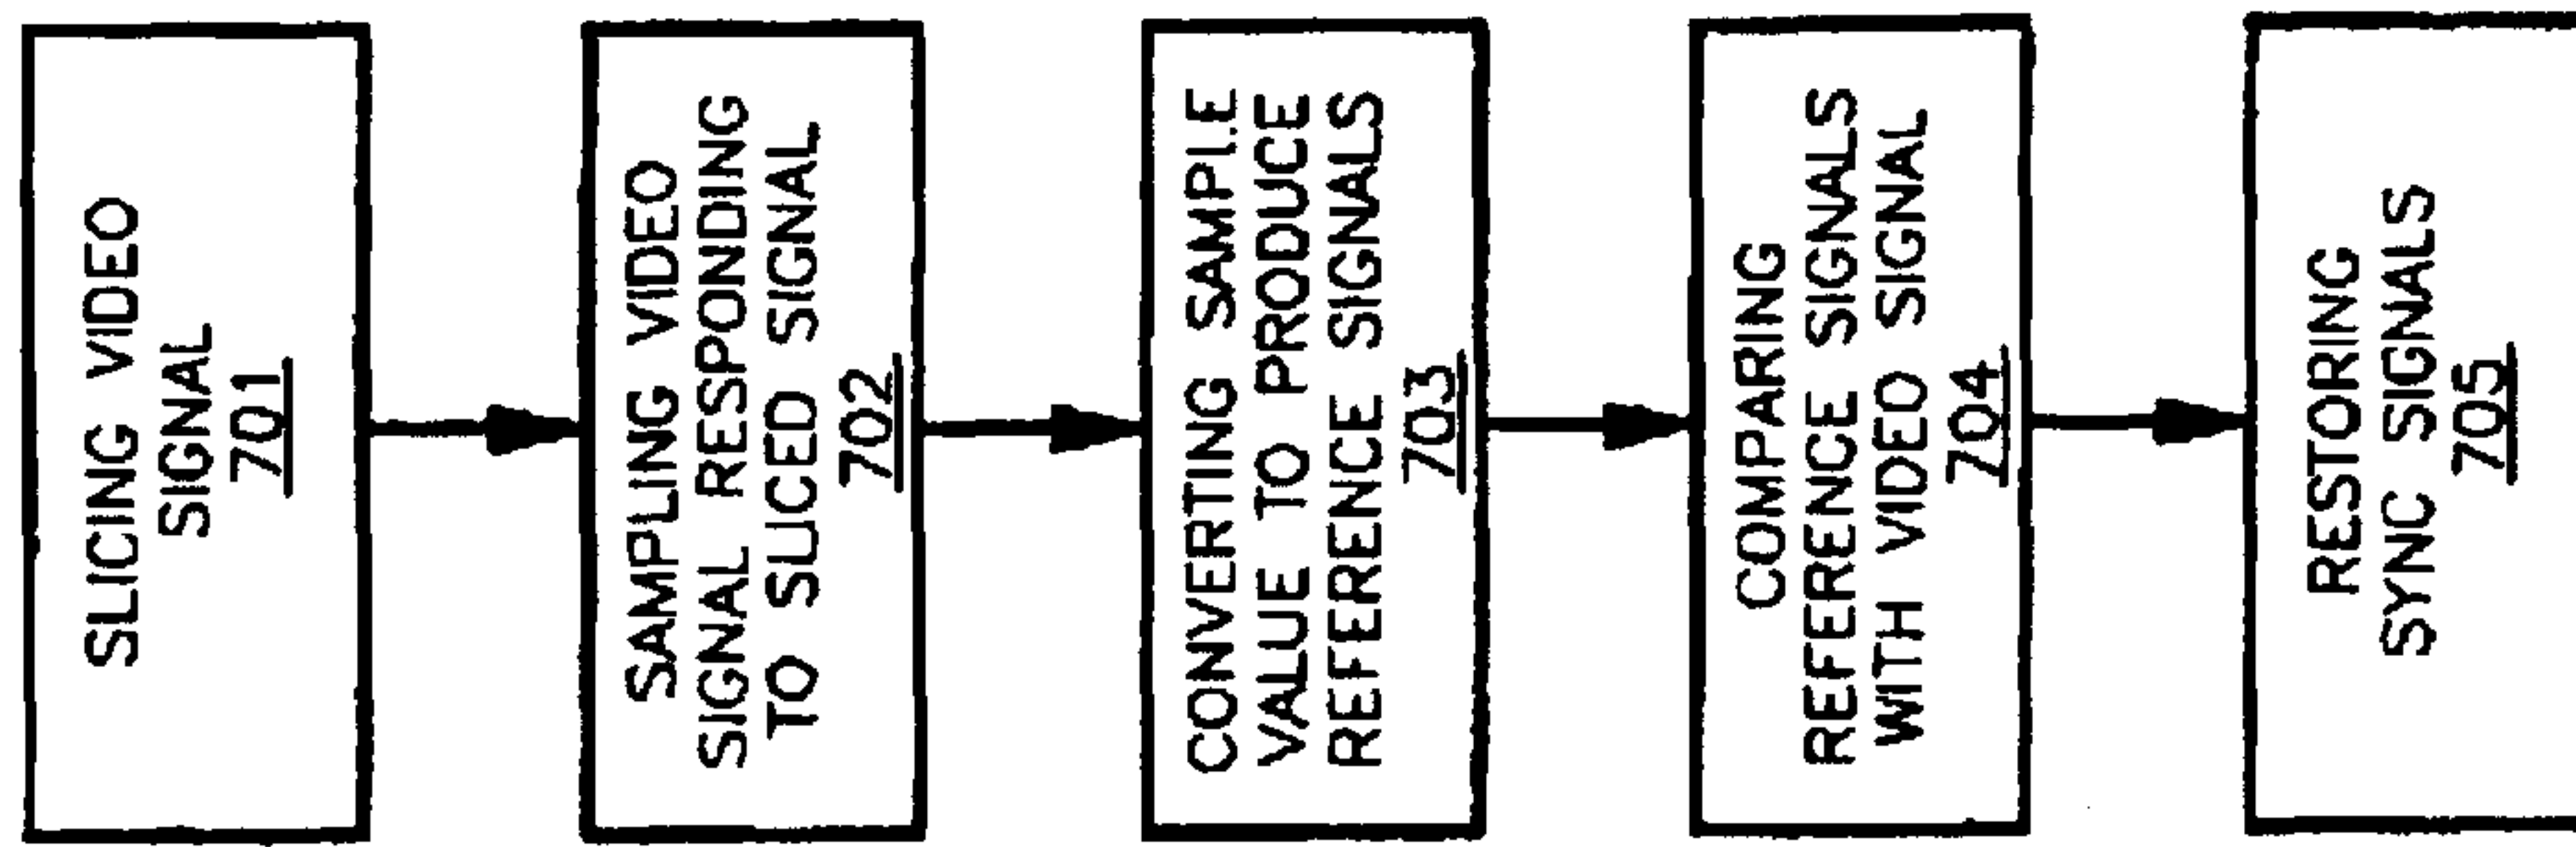 SLICING VIDEO
SIGNAL
701
SAMPLING VIDEO
SIGNAL RESPONDING
TO SLICED SIGNAL
702
CONVERTING SAMPLE
VALUE TO PRODUCE
REFERENCE SIGNALS
703
COMPARING
REFERENCE SIGNALS
WITH VIDEO SIGNAL
704
RESTORING
SYNC SIGNALS
705